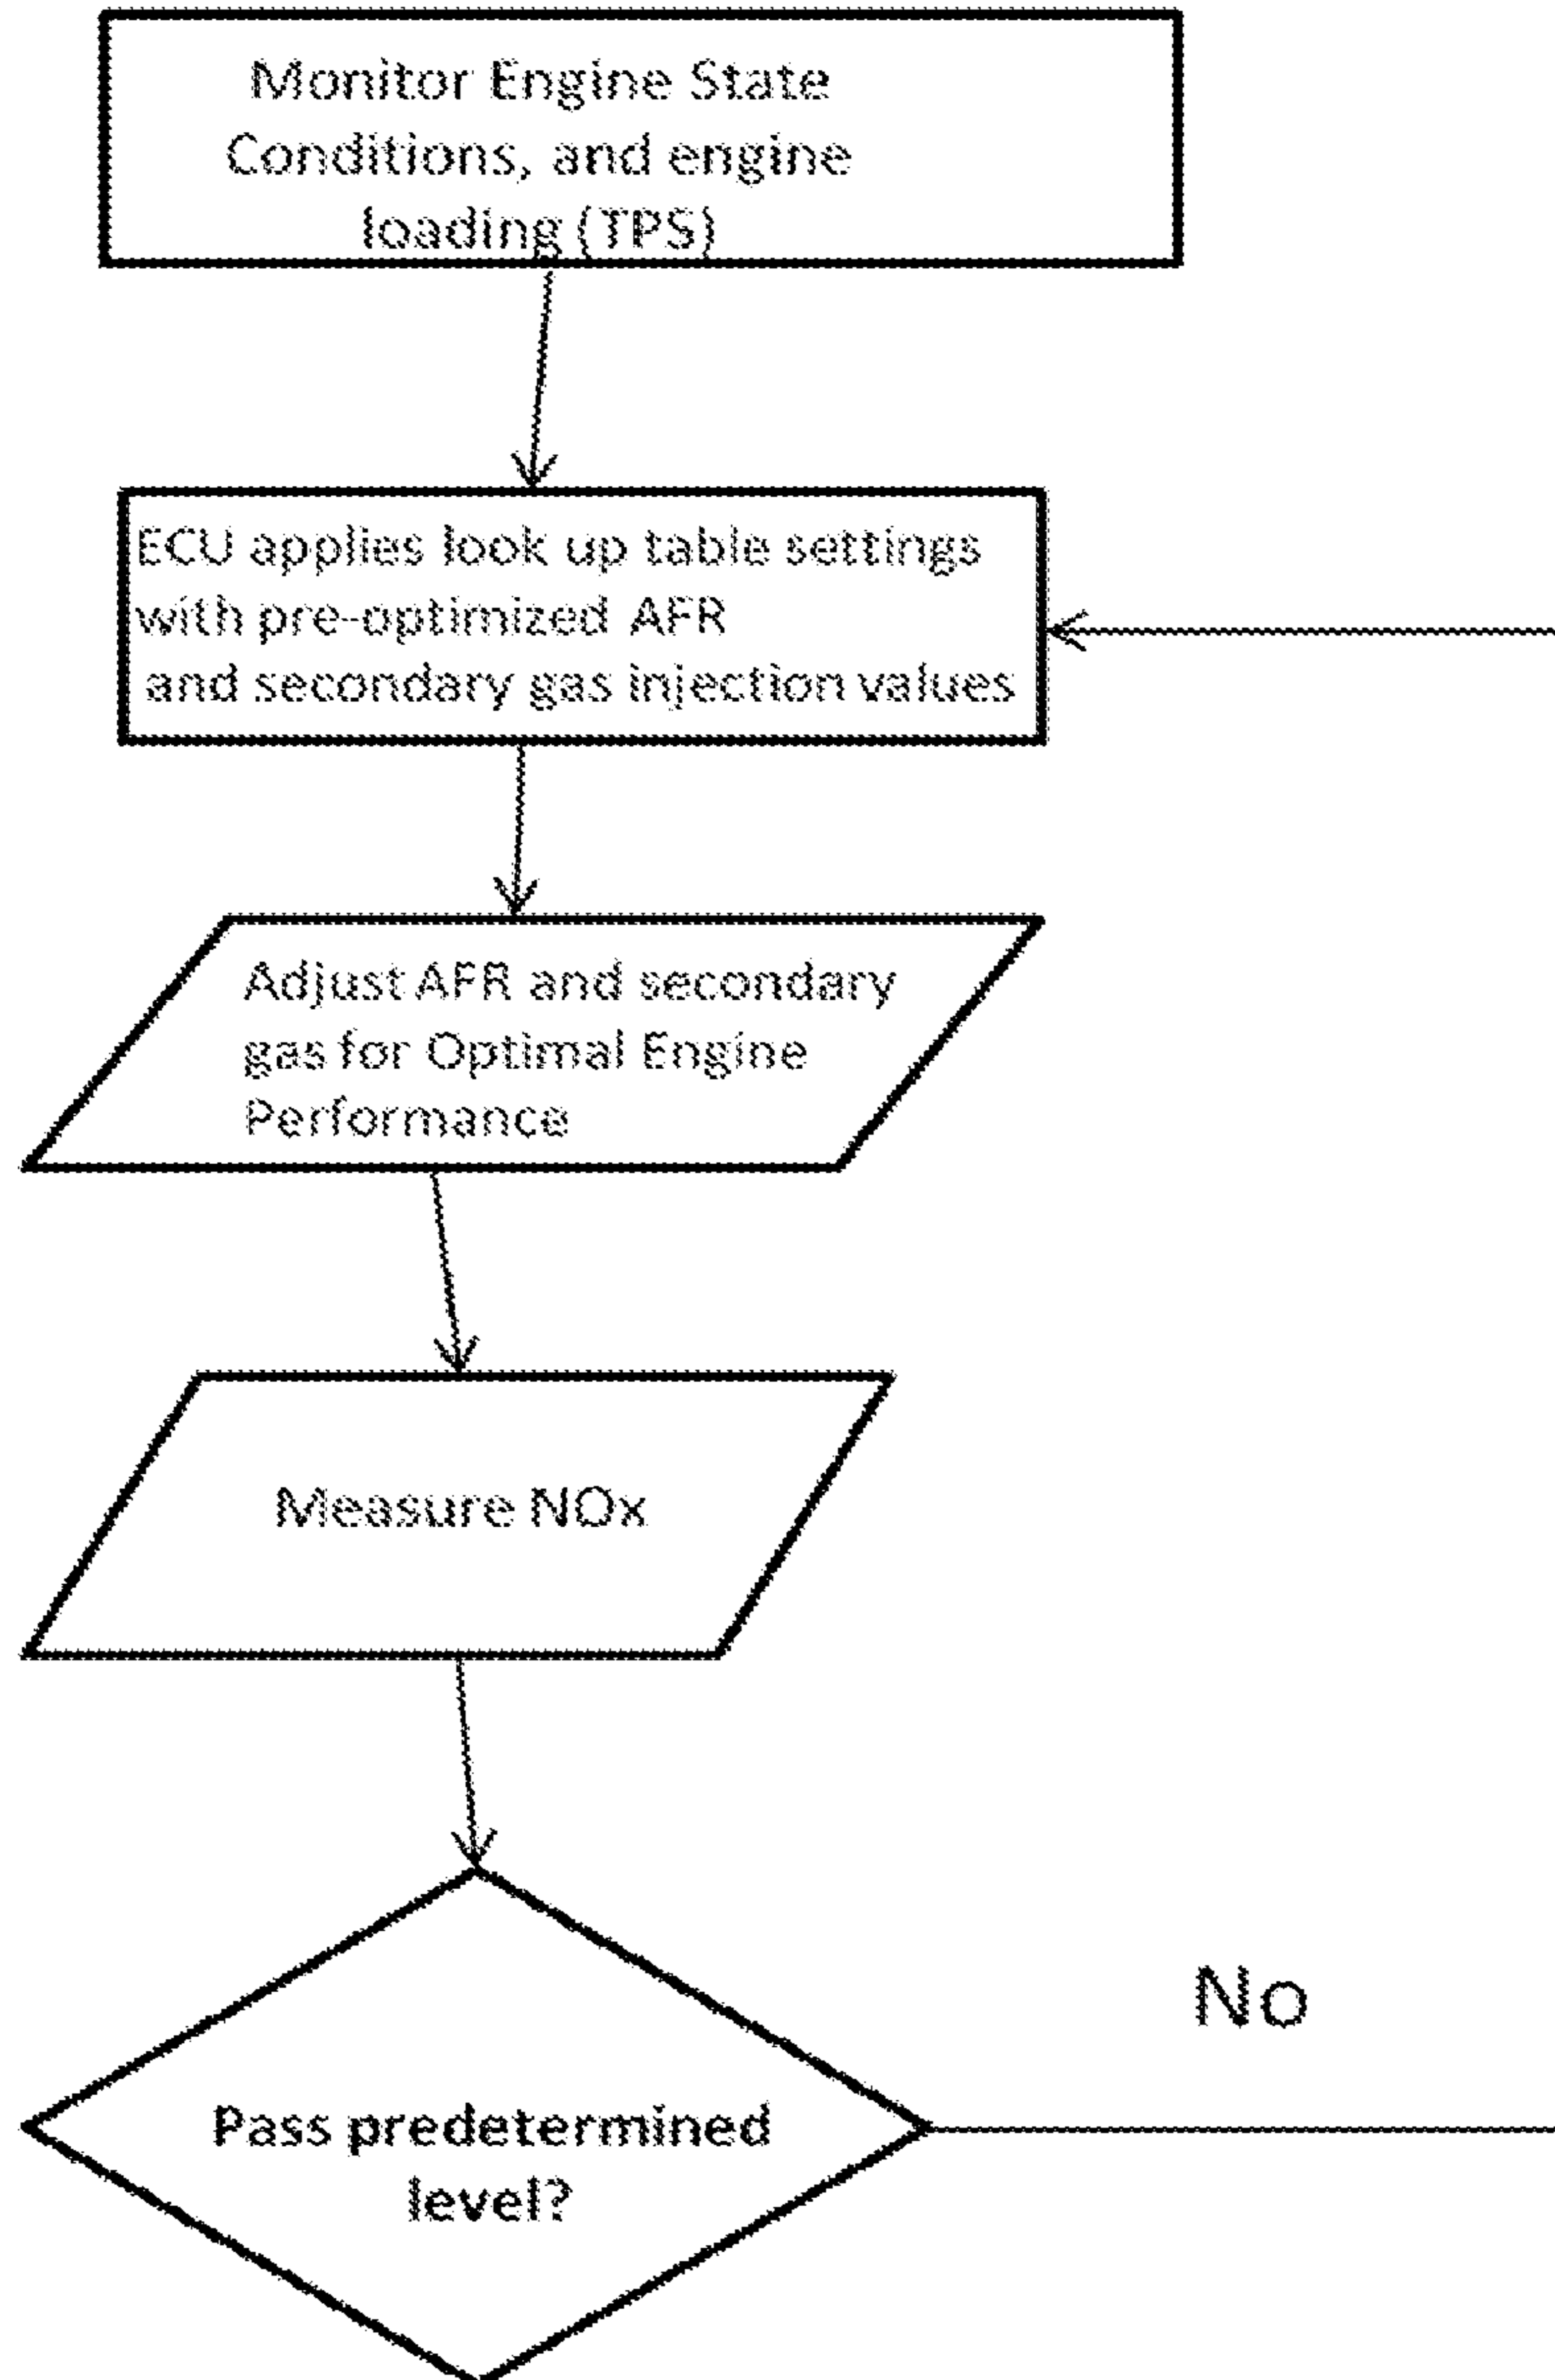 Monitor Engine State
Conditions, and engine
loading (TPS)
ECU applies look up table settings
with pre-optimized AFR
and secondary gas injection values
Adjust AFR and secondary
gas for Optimal Engine
Performance
Measure NOx
No
Pass predetermined
level?